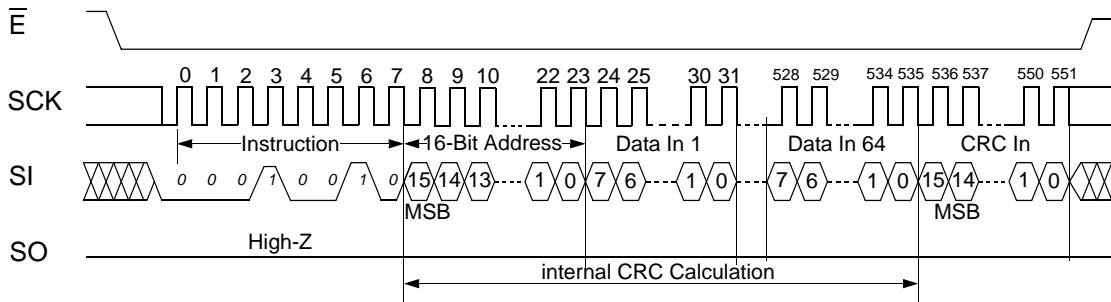 E
0 1 2 3 4 5 6 7 8 9 10 22 23 24 25 30 31 528 529 534 535 536 537 550 551
SCK
Instruction 16-Bit Address Data In 1 Data In 64 CRC In
SI 0 0 0 1 0 0 1 0 15 14 13 1 0 7 6 1 0 7 6 1 0 15 14 1 0
MSB MSB
High-Z
SO
internal CRC Calculation